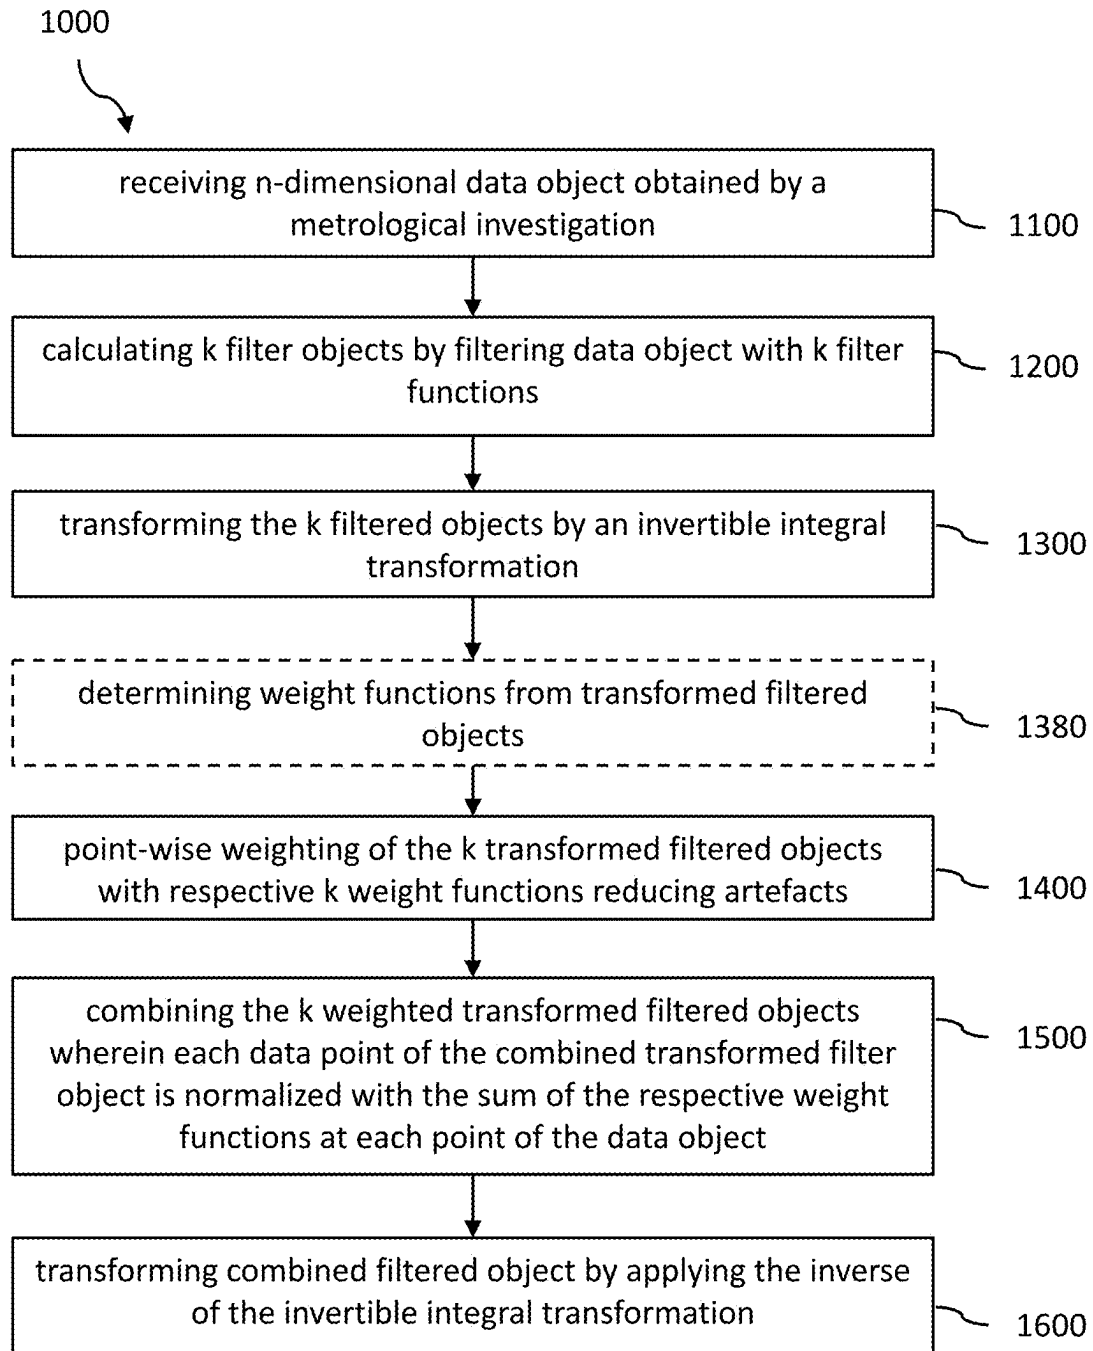 1000
receiving n-dimensional data object obtained by a
metrological investigation
1100
calculating k filter objects by filtering data object with k filter
functions
1200
transforming the k filtered objects by an invertible integral
transformation
1300
determining weight functions from transformed filtered
objects
1380
point-wise weighting of the k transformed filtered objects
with respective k weight functions reducing artefacts
1400
combining the k weighted transformed filtered objects
wherein each data point of the combined transformed filter
object is normalized with the sum of the respective weight
functions at each point of the data object
1500
transforming combined filtered object by applying the inverse
of the invertible integral transformation
1600